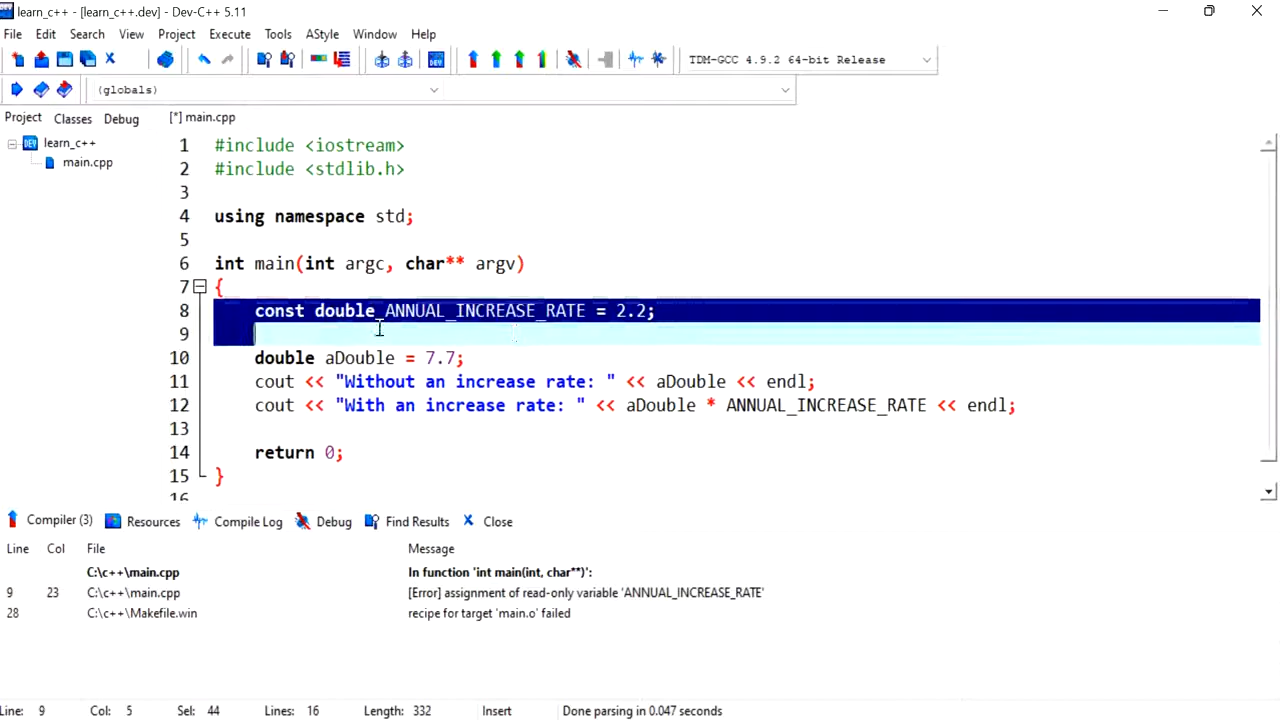 learn_c++ - [learn_c++.dev] - Dev-C++ 5.11
File Edit Search View Project Execute Tools AStyle Window Help
TDM-GCC 4.9.2 64-bit Release
(globals)
Project Classes Debug [*] main.cpp
learn_c++
main.cpp
1 #include <iostream>
2 #include <stdlib.h>
3
4 using namespace std;
5
6 int main(int argc, char** argv)
7 {
8 const double ANNUAL_INCREASE_RATE = 2.2;
9
10 double aDouble = 7.7;
11 cout << "Without an increase rate: " << aDouble << endl;
12 cout << "With an increase rate: " << aDouble * ANNUAL_INCREASE_RATE << endl;
13
14 return 0;
15 }
16
Compiler (3) Resources Compile Log Debug Find Results Close
Line Col File Message
C:\c++\main.cpp In function 'int main(int, char**)':
9 23 C:\c++\main.cpp [Error] assignment of read-only variable 'ANNUAL_INCREASE_RATE'
28 C:\c++\Makefile.win recipe for target 'main.o' failed
Line: 9 Col: 5 Sel: 44 Lines: 16 Length: 332 Insert Done parsing in 0.047 seconds